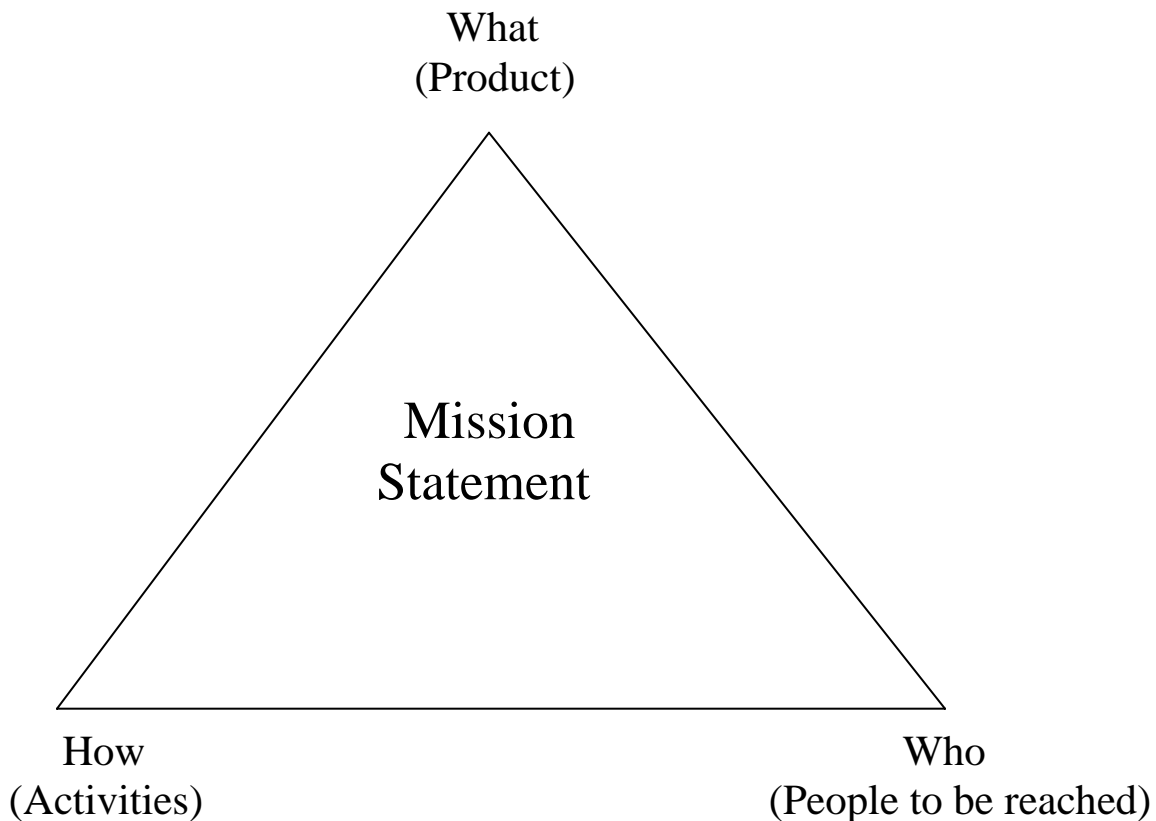 What
(Product)
Mission
Statement
How
(Activities)
Who
(People to be reached)